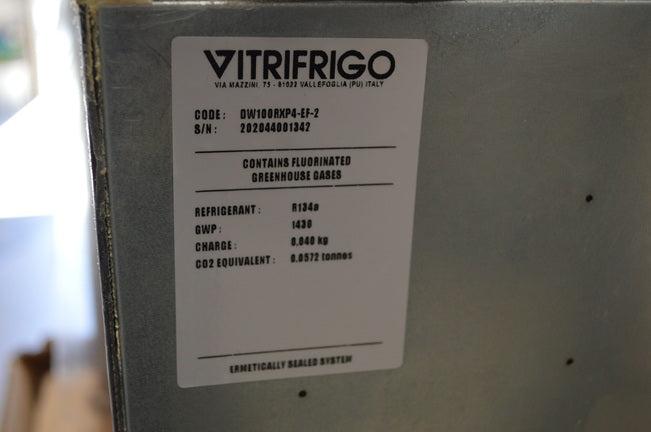 VITRIFRIGO
VIA MAZZINI, 75 - 61022 VALLEFOGLIA (PU) ITALY
CODE : DW100RXP4-EF-2
S/N : 202044001342
CONTAINS FLUORINATED
GREENHOUSE GASES
REFRIGERANT : R134a
GWP : 1430
CHARGE : 0,040 kg
CO2 EQUIVALENT : 0.0572 tonnes
ERMETICALLY SEALED SYSTEM